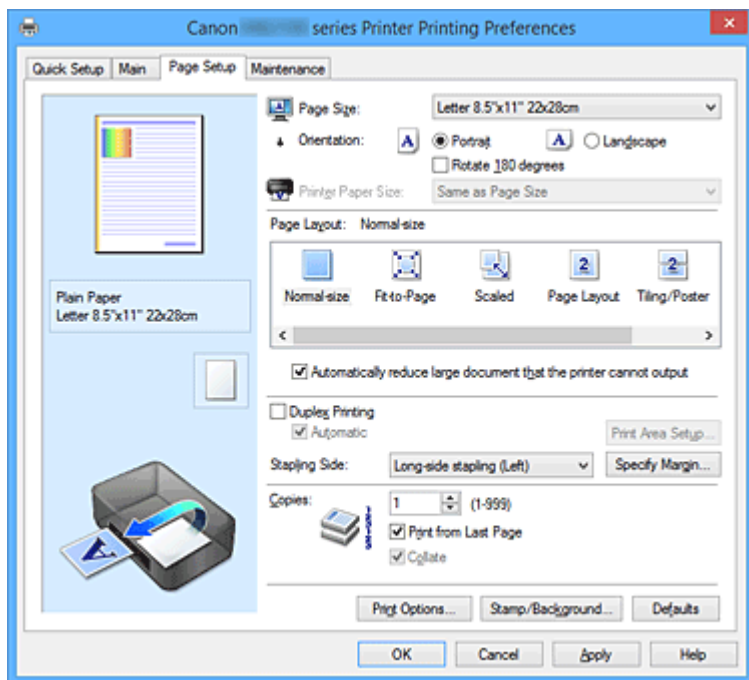 Canon series Printer Printing Preferences
Quick Setup Main Page Setup Maintenance
Page Size: Letter 8.5"x11" 22x28cm
Orientation: A Portrait A Landscape
Rotate 180 degrees
Printer Paper Size: Same as Page Size
Page Layout: Normal-size
2 2
Normal-size Fit-to-Page Scaled Page Layout Tiling/Poster
Plain Paper
Letter 8.5"x11" 22x28cm
Automatically reduce large document that the printer cannot output
Duplex Printing
Automatic Print Area Setup...
Stapling Side: Long-side stapling (Left) Specify Margin...
Copies: 1 (1-999)
Print from Last Page
Collate
A
Print Options... Stamp/Background... Defaults
OK Cancel Apply Help